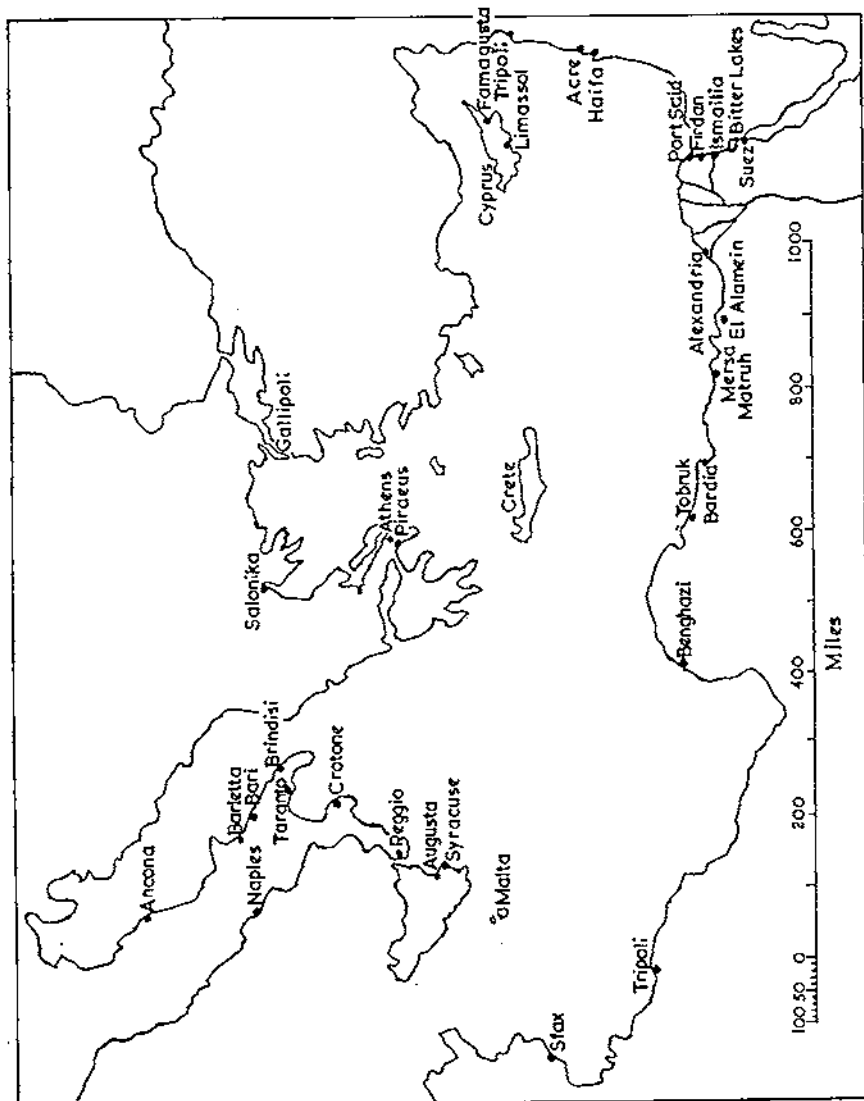 Ancona
Barletta
Bari
Naples
Brindisi
Taranto
Crotone
Reggio
Augusta
Syracuse
Malta
Salonika
Gallipoli
Athens
Piraeus
Crete
Cyprus
Famagusta
Tripoli
Limassol
Acre
Haifa
Port Said
Firdan
Ismailia
Bitter Lakes
Suez
Alexandria
El Alamein
Mersa
Matruh
Tobruk
Bardia
Benghazi
Tripoli
Sfax
100 50 0 200 400 600 800 1000
Miles